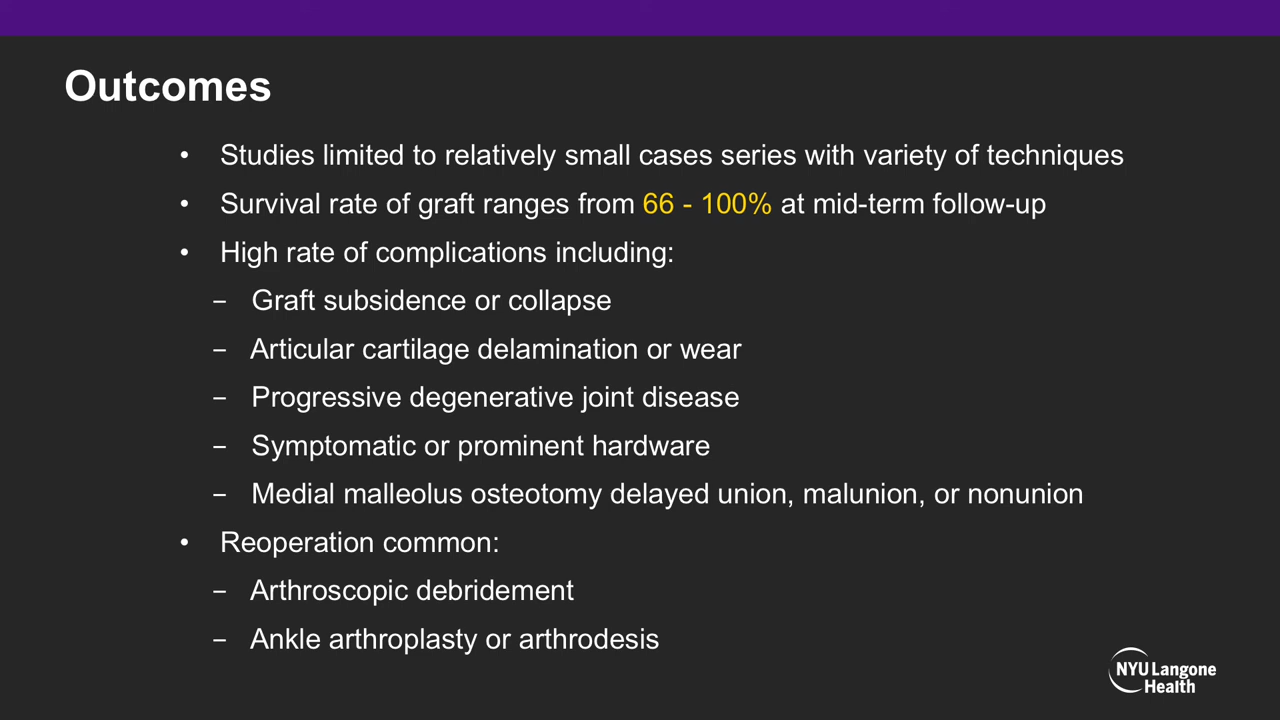 Outcomes
• Studies limited to relatively small cases series with variety of techniques
• Survival rate of graft ranges from 66 - 100% at mid-term follow-up
• High rate of complications including:
– Graft subsidence or collapse
– Articular cartilage delamination or wear
– Progressive degenerative joint disease
– Symptomatic or prominent hardware
– Medial malleolus osteotomy delayed union, malunion, or nonunion
• Reoperation common:
– Arthroscopic debridement
– Ankle arthroplasty or arthrodesis
NYU Langone
Health